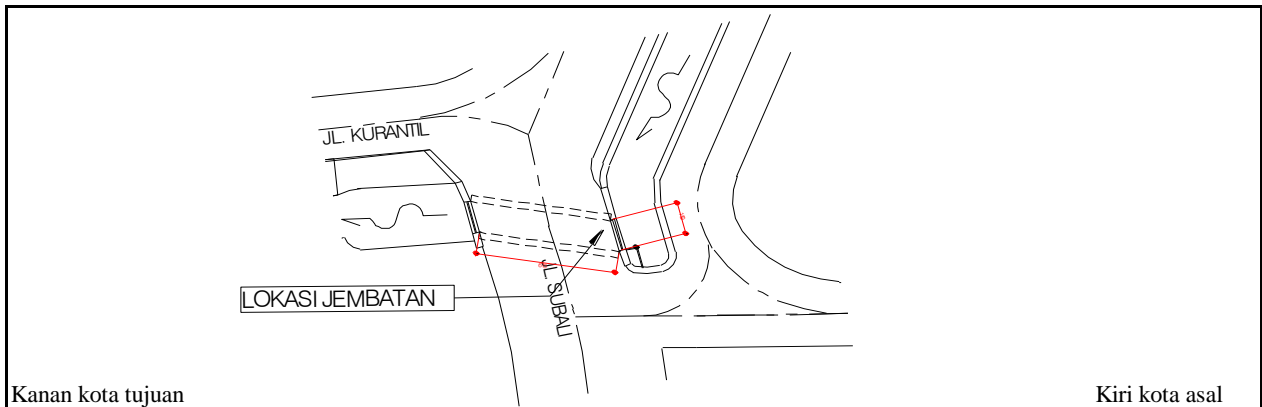 JL. KURANTIL
LOKASI JEMBATAN
JL. SUBALI
Kanan kota tujuan
Kiri kota asal